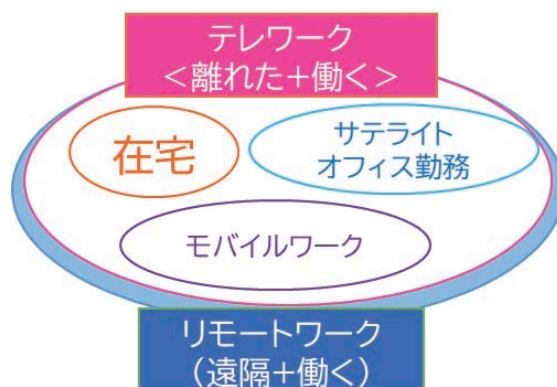 テレワーク
＜離れた+働く＞
在宅
サテライト
オフィス勤務
モバイルワーク
リモートワーク
（遠隔+働く）